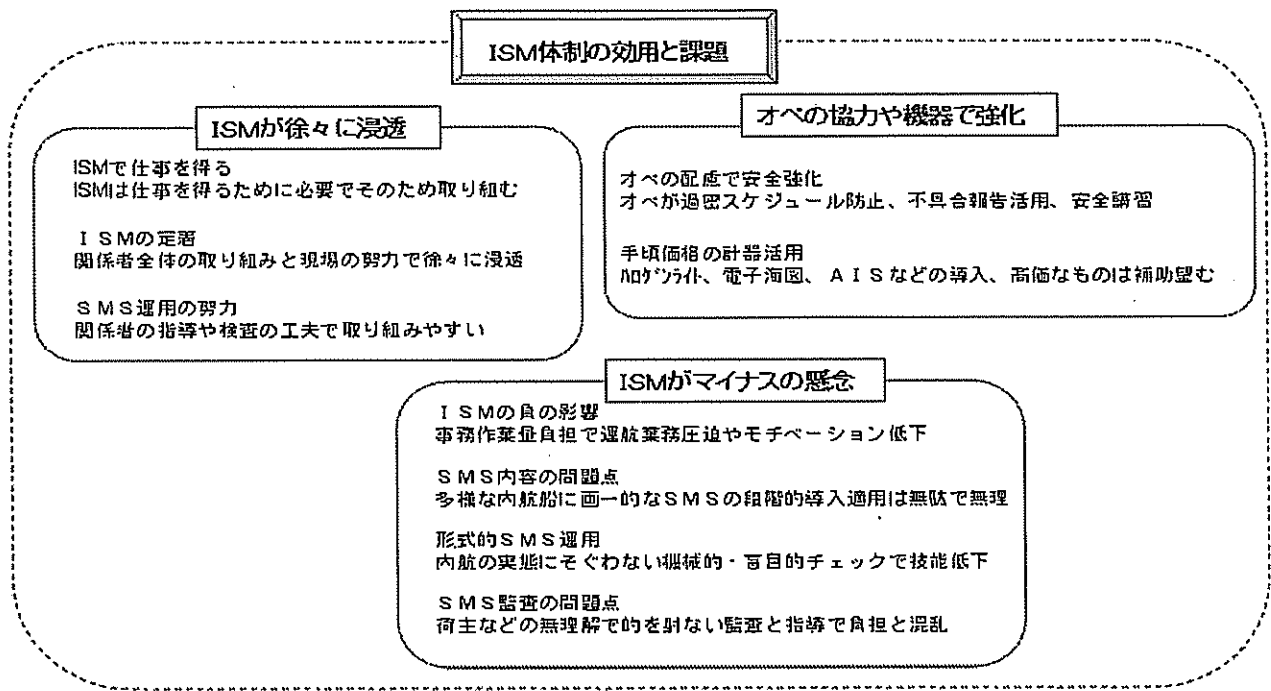 ISM体制の効用と課題
ISMが徐々に浸透
ISMで仕事を得る
ISMは仕事を得るために必要でそのため取り組む
ISMの定着
関係者全体の取り組みと現場の努力で徐々に浸透
SMS運用の努力
関係者の指導や検査の工夫で取り組みやすい
オペの協力や機器で強化
オペの配慮で安全強化
オペが過密スケジュール防止、不具合報告活用、安全講習
手頃価格の計器活用
ハロゲンライト、電子海図、AISなどの導入、高価なものは補助望む
ISMがマイナスの懸念
ISMの負の影響
事務作業量負担で運航業務圧迫やモチベーション低下
SMS内容の問題点
多様な内航船に画一的なSMSの段階的導入適用は無駄で無理
形式的SMS運用
内航の実態にそぐわない機械的・盲目的チェックで技能低下
SMS監査の問題点
荷主などの無理解で的を射ない監査と指導で負担と混乱